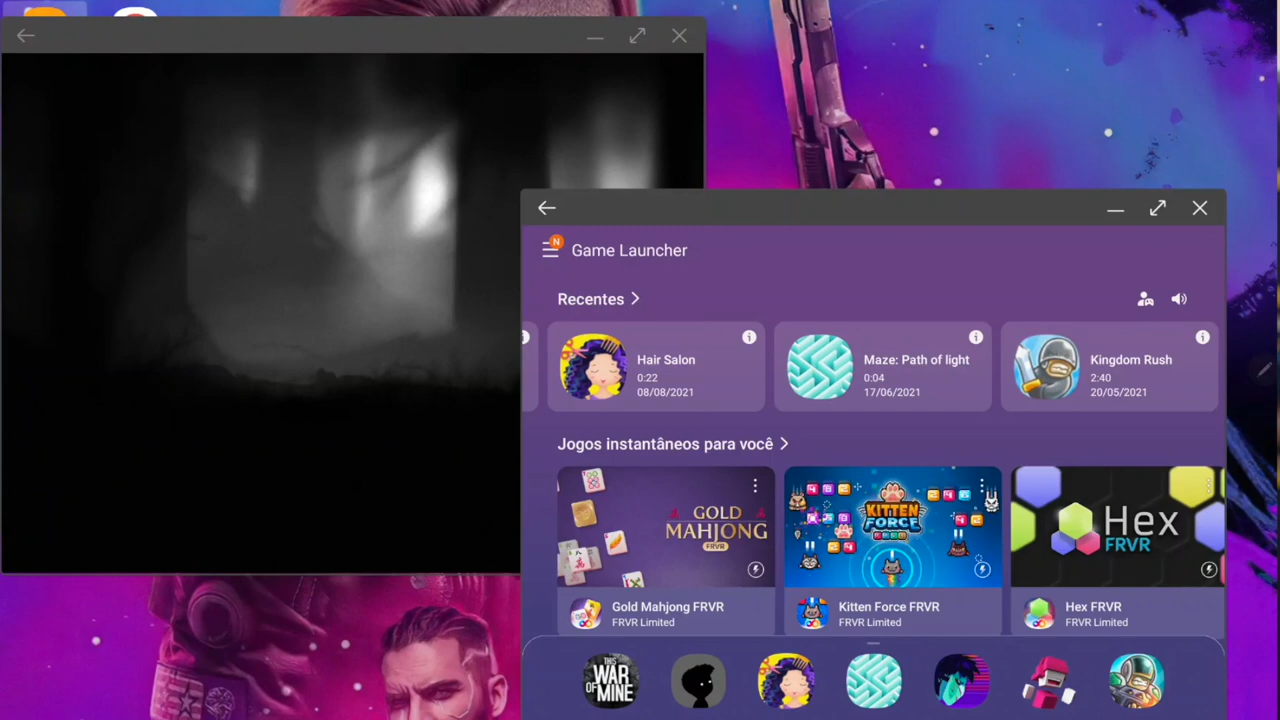 N
Game Launcher
Recentes
Hair Salon
0:22
08/08/2021
Maze: Path of light
0:04
17/06/2021
Kingdom Rush
2:40
20/05/2021
Jogos instantâneos para você
GOLD
MAHJONG
FRVR
KITTEN
FORCE
Hex
FRVR
Gold Mahjong FRVR
FRVR Limited
Kitten Force FRVR
FRVR Limited
Hex FRVR
FRVR Limited
THIS
WAR
OF
MINE